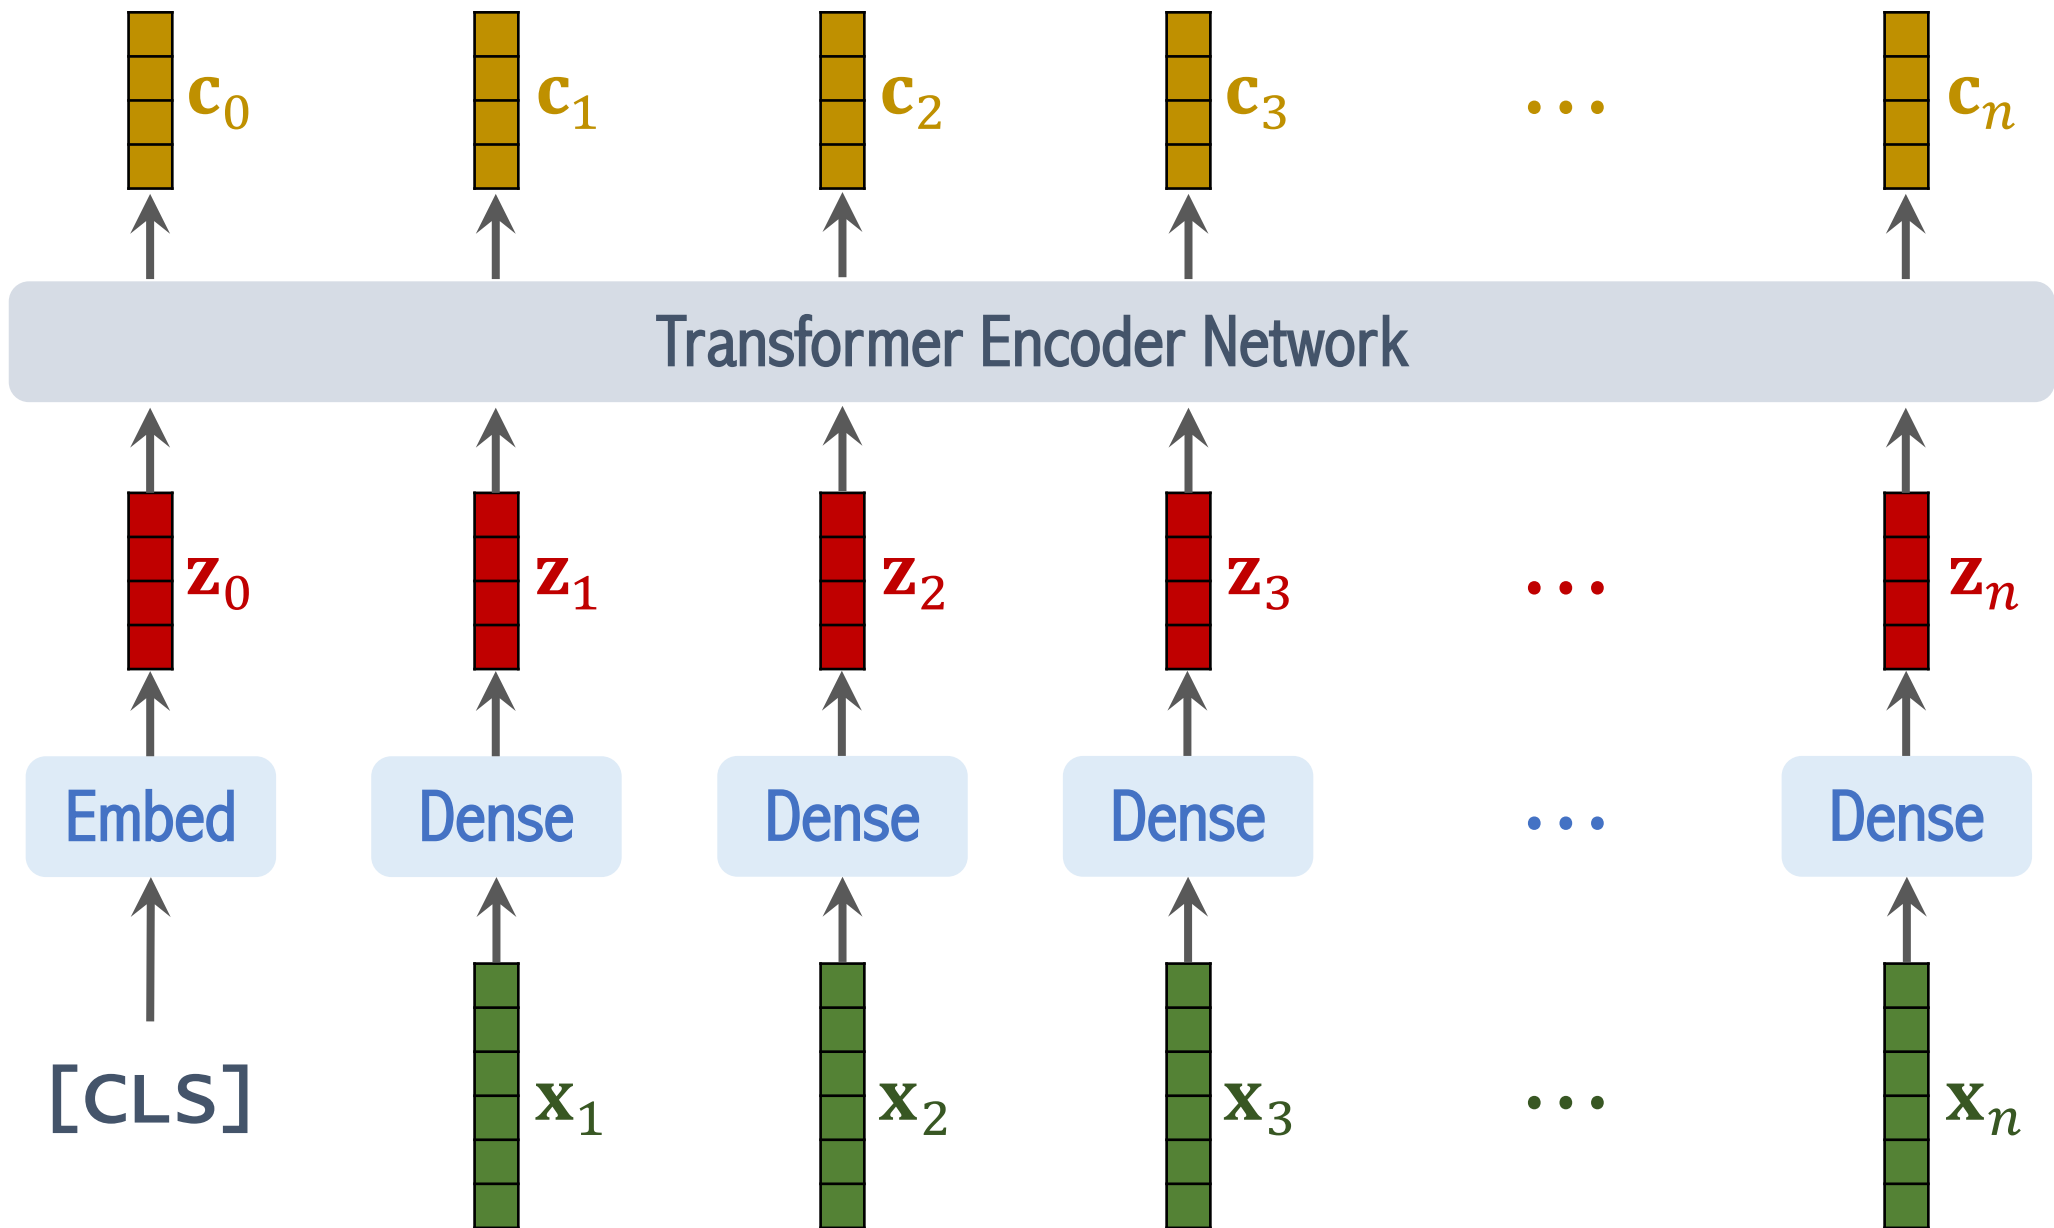 c₀ c₁ c₂ c₃ ... cₙ
Transformer Encoder Network
z₀ z₁ z₂ z₃ ... zₙ
Embed Dense Dense Dense ... Dense
[CLS] x₁ x₂ x₃ ... xₙ